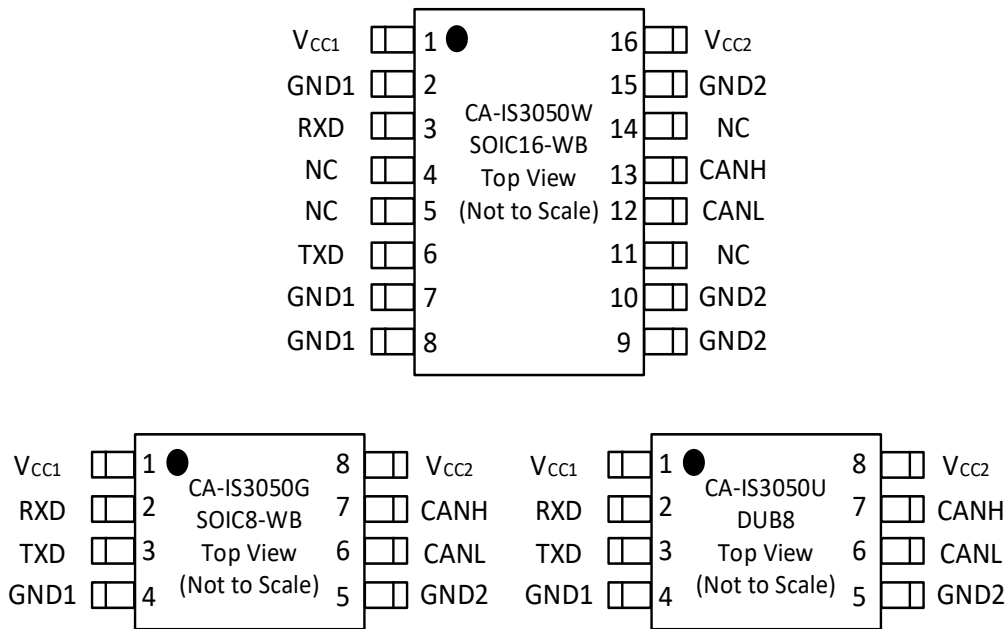 VCC1 1 16 VCC2
GND1 2 15 GND2
RXD 3 CA-IS3050W 14 NC
SOIC16-WB
NC 4 Top View 13 CANH
NC 5 (Not to Scale) 12 CANL
TXD 6 11 NC
GND1 7 10 GND2
GND1 8 9 GND2
VCC1 1 8 VCC2
CA-IS3050G
RXD 2 SOIC8-WB 7 CANH
TXD 3 Top View 6 CANL
GND1 4 (Not to Scale) 5 GND2
VCC1 1 8 VCC2
CA-IS3050U
RXD 2 DUB8 7 CANH
TXD 3 Top View 6 CANL
GND1 4 (Not to Scale) 5 GND2